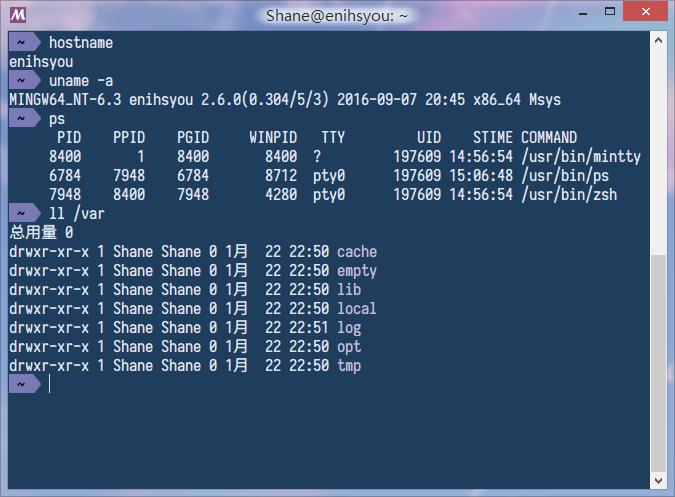 Shane@enihsyou: ~
~ hostname
enihsyou
~ uname -a
MINGW64_NT-6.3 enihsyou 2.6.0(0.304/5/3) 2016-09-07 20:45 x86_64 Msys
~ ps
PID PPID PGID WINPID TTY UID STIME COMMAND
8400 1 8400 8400 ? 197609 14:56:54 /usr/bin/mintty
6784 7948 6784 8712 pty0 197609 15:06:48 /usr/bin/ps
7948 8400 7948 4280 pty0 197609 14:56:54 /usr/bin/zsh
~ ll /var
总用量 0
drwxr-xr-x 1 Shane Shane 0 1月 22 22:50 cache
drwxr-xr-x 1 Shane Shane 0 1月 22 22:50 empty
drwxr-xr-x 1 Shane Shane 0 1月 22 22:50 lib
drwxr-xr-x 1 Shane Shane 0 1月 22 22:50 local
drwxr-xr-x 1 Shane Shane 0 1月 22 22:51 log
drwxr-xr-x 1 Shane Shane 0 1月 22 22:50 opt
drwxr-xr-x 1 Shane Shane 0 1月 22 22:50 tmp
~